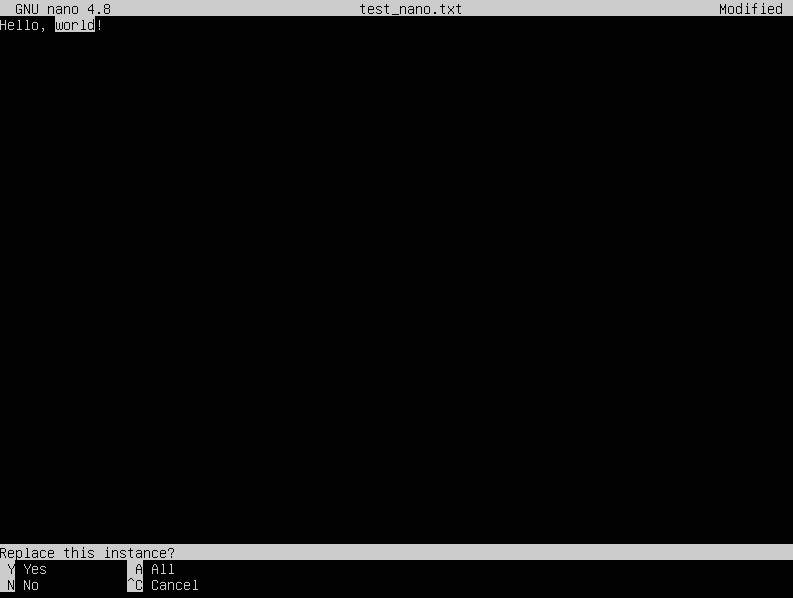 GNU nano 4.8 test_nano.txt Modified
Hello, world!
Replace this instance?
Y Yes A All
N No ^C Cancel